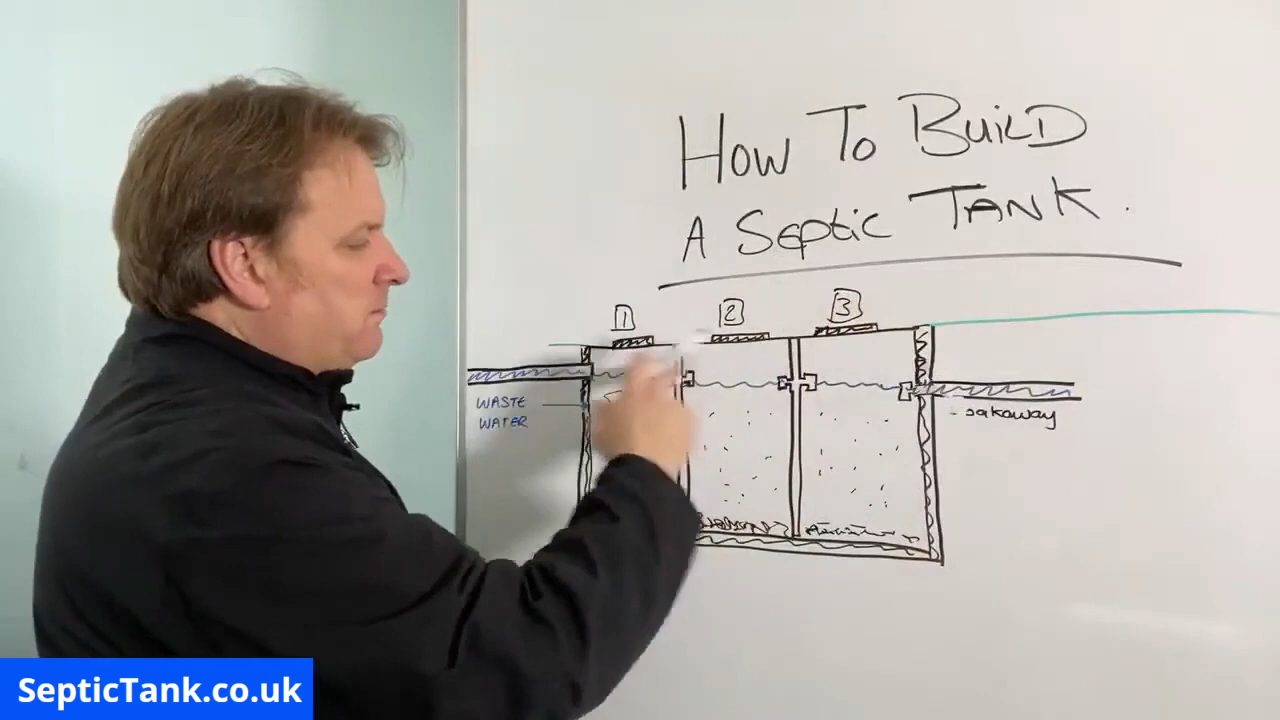 How To BuilD
A Septic TANK.
1 2 3
WASTE
WATER
- soakaway
SepticTank.co.uk